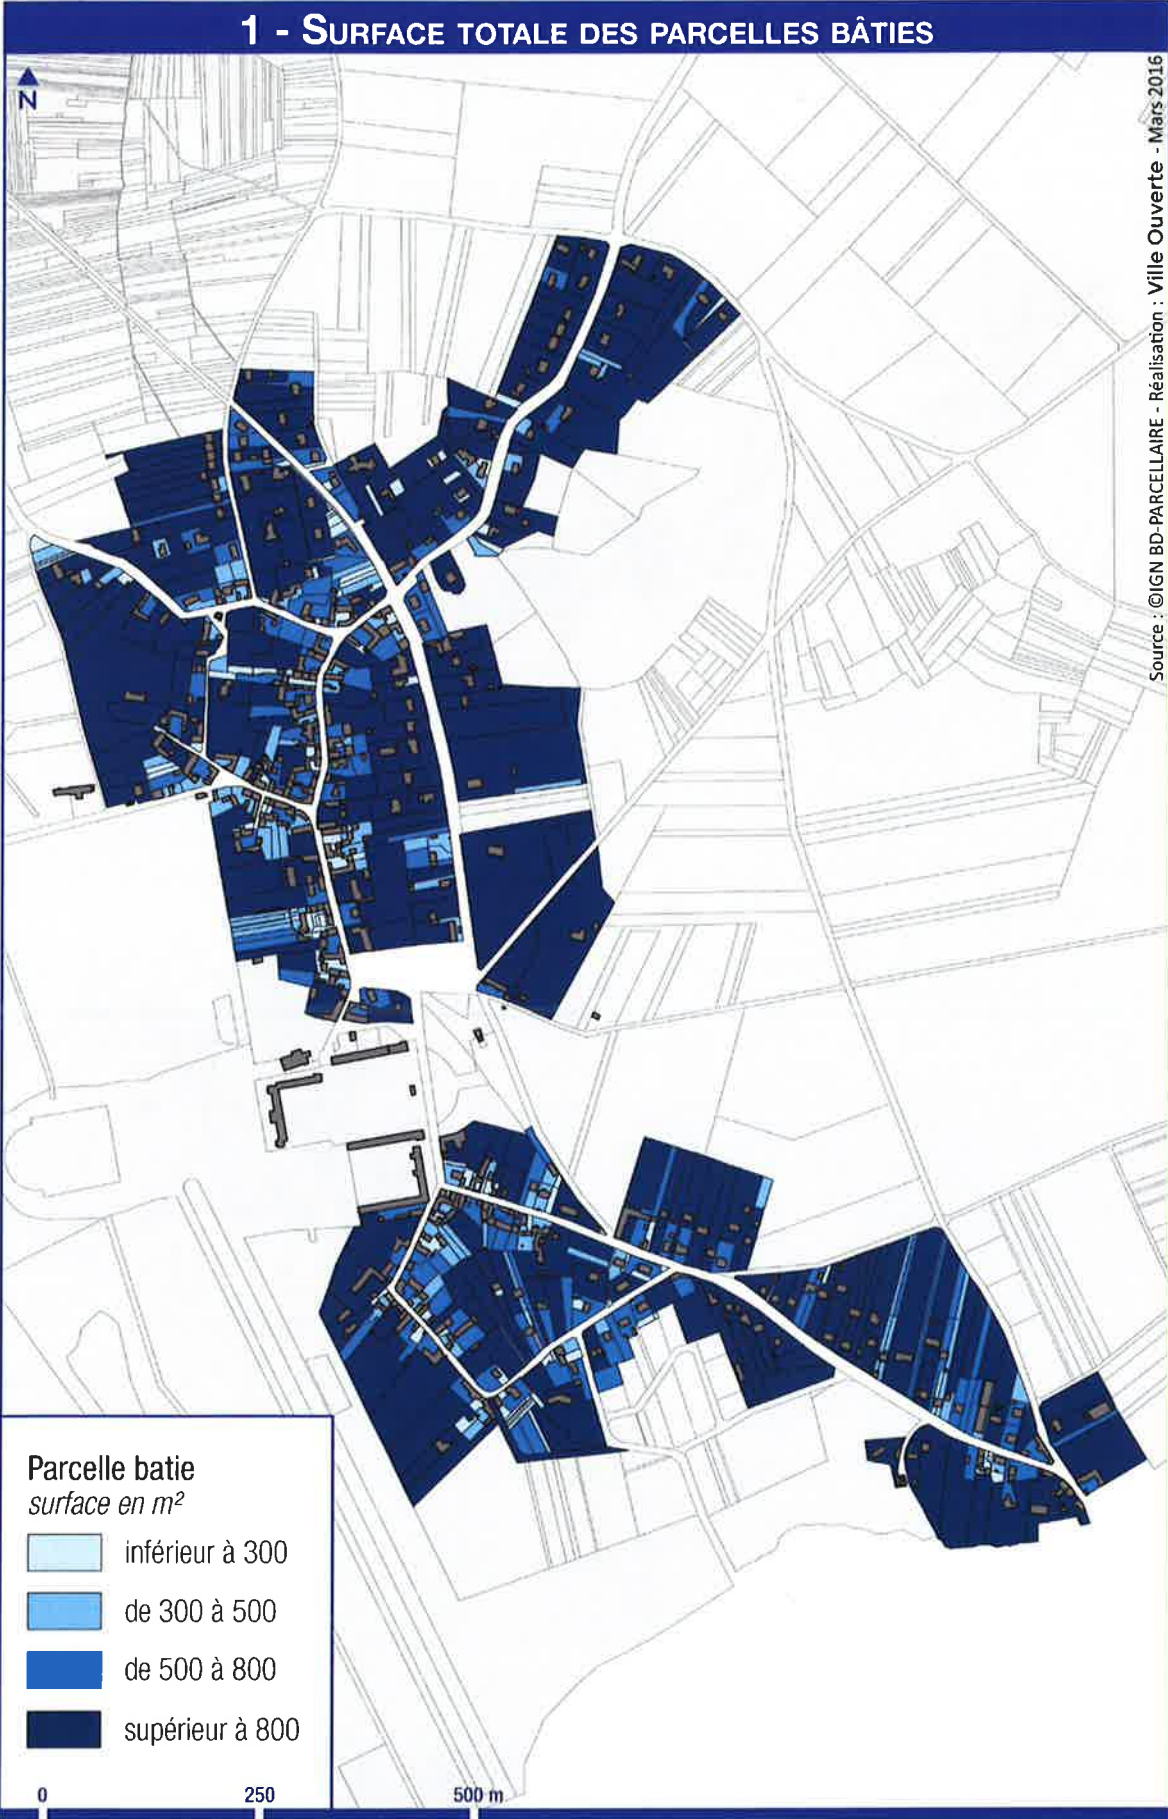 1 - SURFACE TOTALE DES PARCELLES BÂTIES
N
Source : ©IGN BD-PARCELLAIRE - Réalisation : Ville Ouverte - Mars 2016
Parcelle batie
surface en m²
inférieur à 300
de 300 à 500
de 500 à 800
supérieur à 800
0 250 500 m